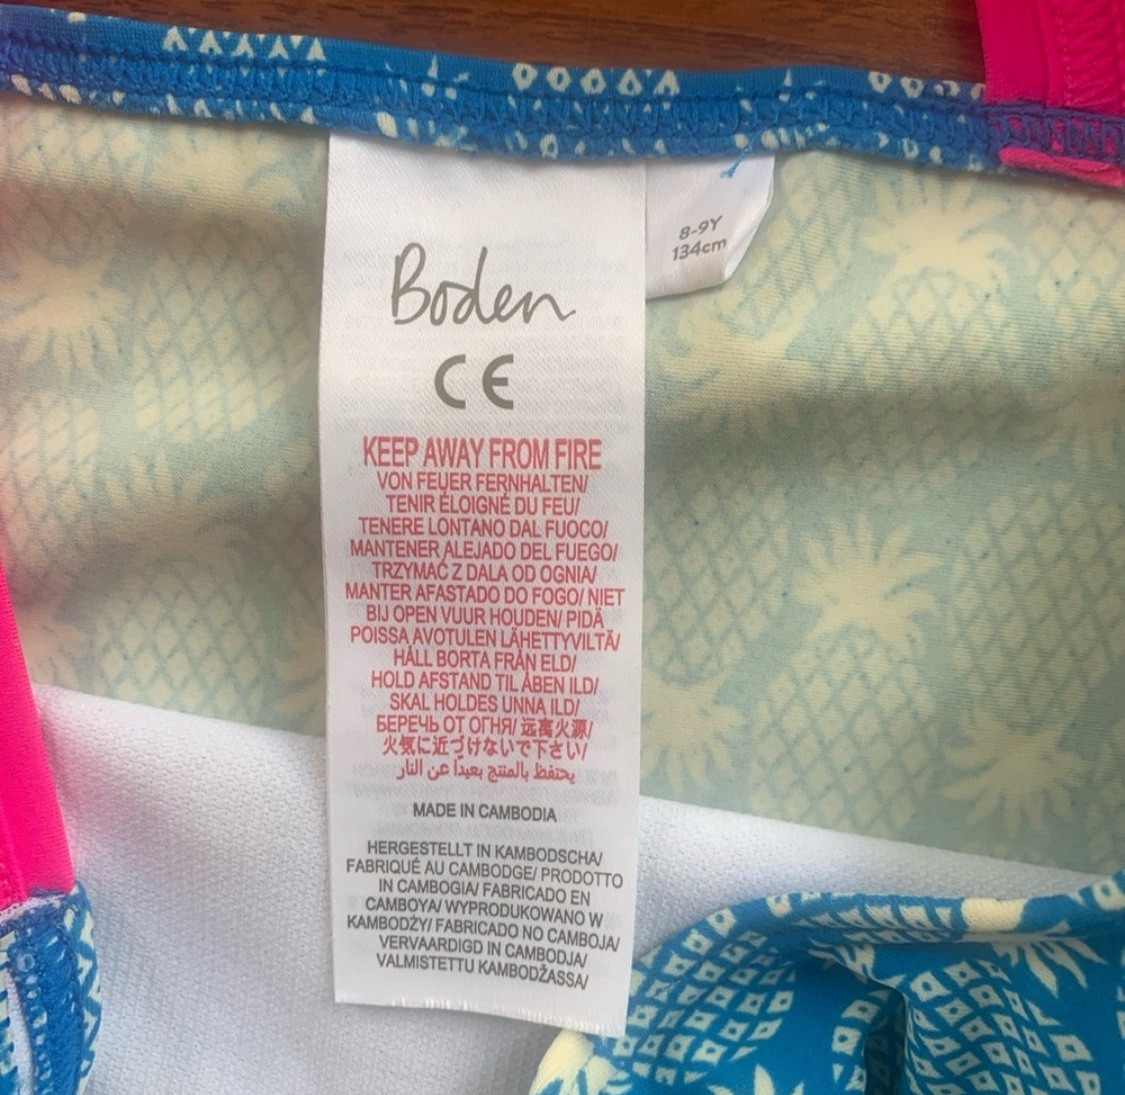 8-9Y
134cm
Boden
CE
KEEP AWAY FROM FIRE
VON FEUER FERNHALTEN/
TENIR ÉLOIGNÉ DU FEU/
TENERE LONTANO DAL FUOCO/
MANTENER ALEJADO DEL FUEGO/
TRZYMAĆ Z DALA OD OGNIA/
MANTER AFASTADO DO FOGO/ NIET
BIJ OPEN VUUR HOUDEN/ PIDÄ
POISSA AVOTULEN LÄHETTYVILTÄ/
HÅLL BORTA FRÅN ELD/
HOLD AFSTAND TIL ÅBEN ILD/
SKAL HOLDES UNNA ILD/
БЕРЕЧЬ ОТ ОГНЯ/ 远离火源/
火気に近づけないで下さい/
يحتفظ بالمنتج بعيداً عن النار
MADE IN CAMBODIA
HERGESTELLT IN KAMBODSCHA/
FABRIQUÉ AU CAMBODGE/ PRODOTTO
IN CAMBOGIA/ FABRICADO EN
CAMBOYA/ WYPRODUKOWANO W
KAMBODŻY/ FABRICADO NO CAMBOJA/
VERVAARDIGD IN CAMBODJA/
VALMISTETTU KAMBODŽASSA/